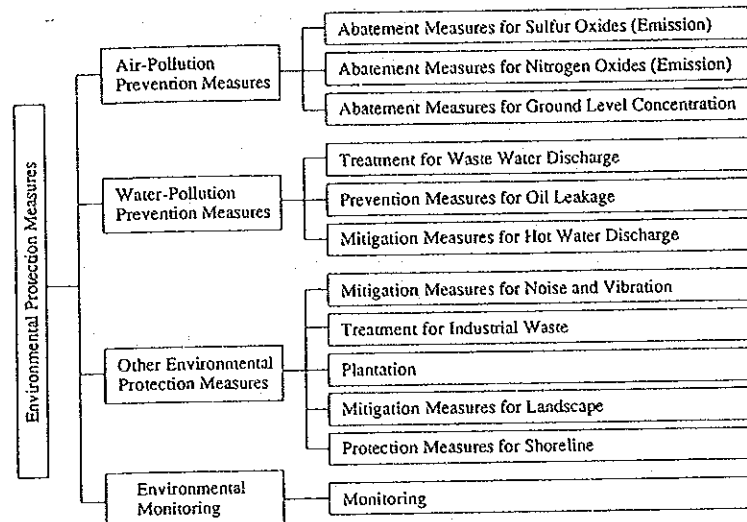 Environmental Protection Measures
Air-Pollution
Prevention Measures
Abatement Measures for Sulfur Oxides (Emission)
Abatement Measures for Nitrogen Oxides (Emission)
Abatement Measures for Ground Level Concentration
Water-Pollution
Prevention Measures
Treatment for Waste Water Discharge
Prevention Measures for Oil Leakage
Mitigation Measures for Hot Water Discharge
Other Environmental
Protection Measures
Mitigation Measures for Noise and Vibration
Treatment for Industrial Waste
Plantation
Mitigation Measures for Landscape
Protection Measures for Shoreline
Environmental
Monitoring
Monitoring